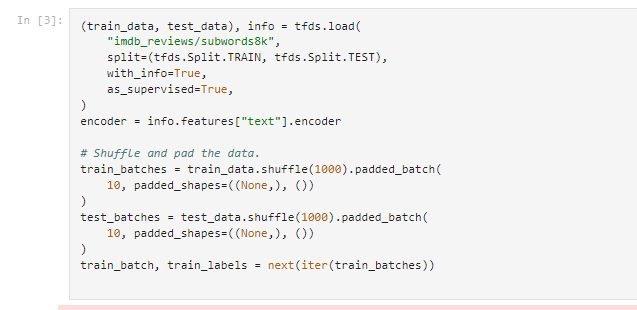 In [3]:
(train_data, test_data), info = tfds.load(
    "imdb_reviews/subwords8k",
    split=(tfds.Split.TRAIN, tfds.Split.TEST),
    with_info=True,
    as_supervised=True,
)
encoder = info.features["text"].encoder

# Shuffle and pad the data.
train_batches = train_data.shuffle(1000).padded_batch(
    10, padded_shapes=((None,), ())
)
test_batches = test_data.shuffle(1000).padded_batch(
    10, padded_shapes=((None,), ())
)
train_batch, train_labels = next(iter(train_batches))